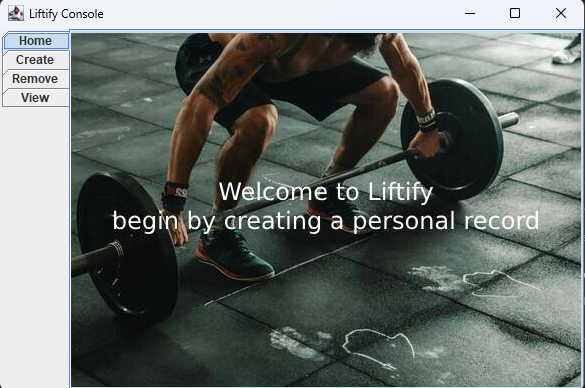 Liftify Console
Home
Create
Remove
View
Welcome to Liftify
begin by creating a personal record